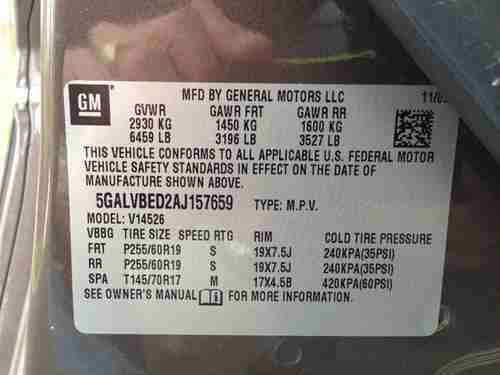 GM
MFD BY GENERAL MOTORS LLC
GVWR GAWR FRT GAWR RR
2930 KG 1450 KG 1600 KG
6459 LB 3196 LB 3527 LB
THIS VEHICLE CONFORMS TO ALL APPLICABLE U.S. FEDERAL MOTOR
VEHICLE SAFETY STANDARDS IN EFFECT ON THE DATE OF
MANUFACTURE SHOWN ABOVE.
5GALVBED2AJ157659 TYPE: M.P.V.
MODEL: V14526
VBBG TIRE SIZE SPEED RTG RIM COLD TIRE PRESSURE
FRT P255/60R19 S 19X7.5J 240KPA(35PSI)
RR P255/60R19 S 19X7.5J 240KPA(35PSI)
SPA T145/70R17 M 17X4.5B 420KPA(60PSI)
SEE OWNER'S MANUAL FOR MORE INFORMATION.